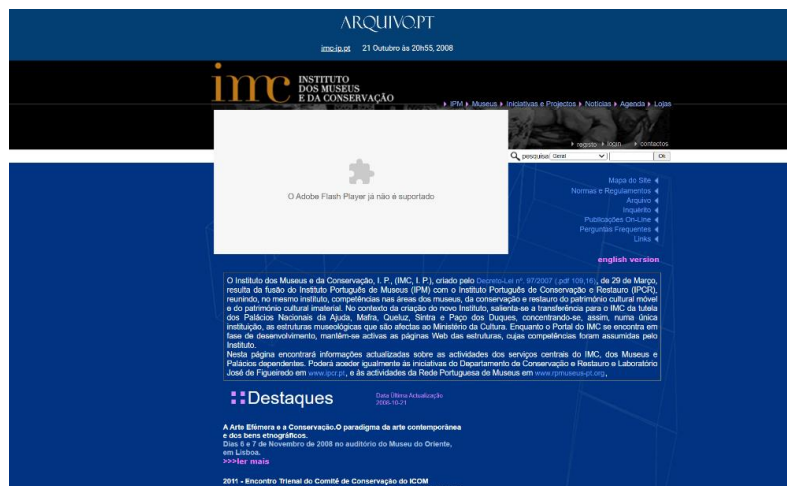 ARQUIVO.PT
imc-ip.pt 21 Outubro às 20h55, 2008
imc INSTITUTO
DOS MUSEUS
E DA CONSERVAÇÃO
IPM Museus Iniciativas e Projectos Notícias Agenda Lojas
registo login contactos
pesquisa Geral Ok
O Adobe Flash Player já não é suportado
Mapa do Site
Normas e Regulamentos
Arquivo
Inquérito
Publicações On-Line
Perguntas Frequentes
Links
english version
O Instituto dos Museus e da Conservação, I. P., (IMC, I. P.), criado pelo Decreto-Lei nº. 97/2007 (.pdf 109,16), de 29 de Março,
resulta da fusão do Instituto Português de Museus (IPM) com o Instituto Português de Conservação e Restauro (IPCR),
reunindo, no mesmo instituto, competências nas áreas dos museus, da conservação e restauro do património cultural móvel
e do património cultural imaterial. No contexto da criação do novo Instituto, salienta-se a transferência para o IMC da tutela
dos Palácios Nacionais da Ajuda, Mafra, Queluz, Sintra e Paço dos Duques, concentrando-se, assim, numa única
instituição, as estruturas museológicas que são afectas ao Ministério da Cultura. Enquanto o Portal do IMC se encontra em
fase de desenvolvimento, mantêm-se activas as páginas Web das estruturas, cujas competências foram assumidas pelo
Instituto.
Nesta página encontrará informações actualizadas sobre as actividades dos serviços centrais do IMC, dos Museus e
Palácios dependentes. Poderá aceder igualmente às iniciativas do Departamento de Conservação e Restauro e Laboratório
José de Figueiredo em www.ipcr.pt, e às actividades da Rede Portuguesa de Museus em www.rpmuseus-pt.org,
Destaques
Data Última Actualização
2008-10-21
A Arte Efémera e a Conservação.O paradigma da arte contemporânea
e dos bens etnográficos.
Dias 6 e 7 de Novembro de 2008 no auditório do Museu do Oriente,
em Lisboa.
>>>ler mais
2011 - Encontro Trienal do Comité de Conservação do ICOM